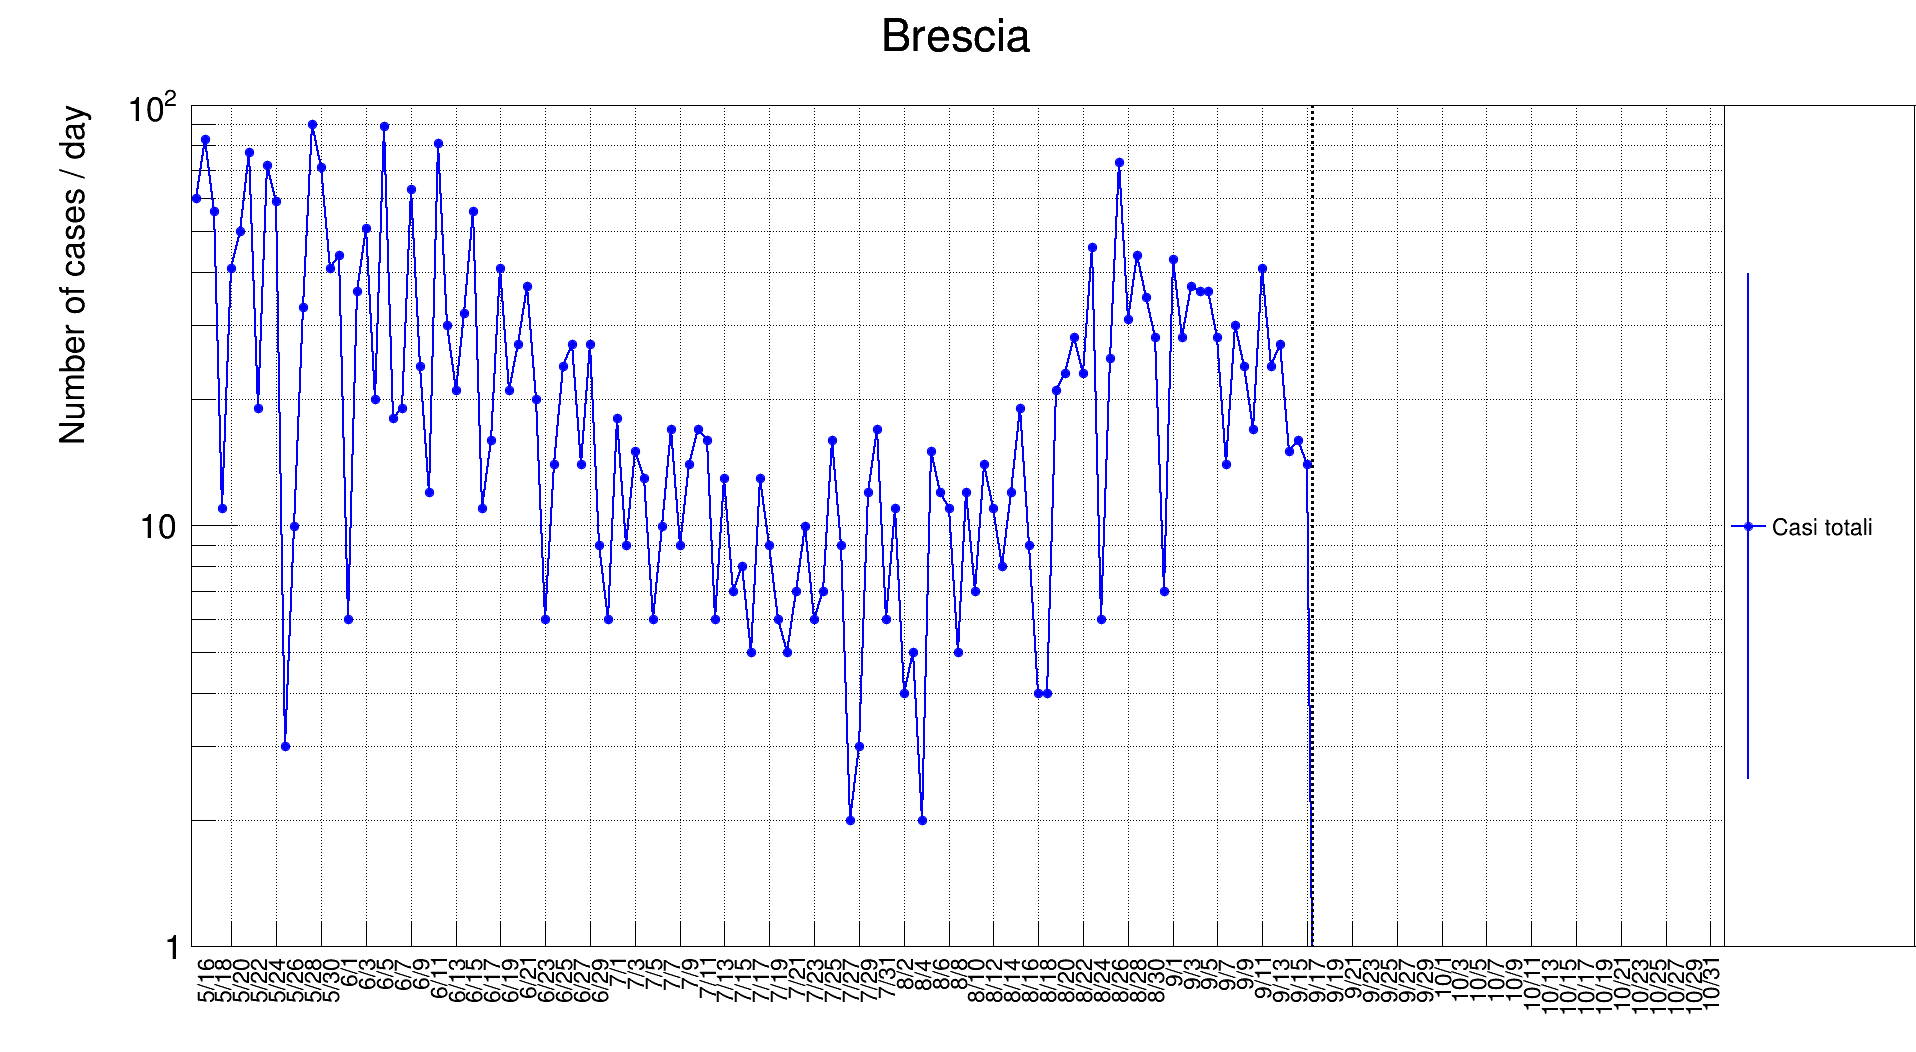 Brescia
Number of cases / day
10²
10
1
5/16 5/18 5/20 5/22 5/24 5/26 5/28 5/30 6/1 6/3 6/5 6/7 6/9 6/11 6/13 6/15 6/17 6/19 6/21 6/23 6/25 6/27 6/29 7/1 7/3 7/5 7/7 7/9 7/11 7/13 7/15 7/17 7/19 7/21 7/23 7/25 7/27 7/29 7/31 8/2 8/4 8/6 8/8 8/10 8/12 8/14 8/16 8/18 8/20 8/22 8/24 8/26 8/28 8/30 9/1 9/3 9/5 9/7 9/9 9/11 9/13 9/15 9/17 9/19 9/21 9/23 9/25 9/27 9/29 10/1 10/3 10/5 10/7 10/9 10/11 10/13 10/15 10/17 10/19 10/21 10/23 10/25 10/27 10/29 10/31
Casi totali